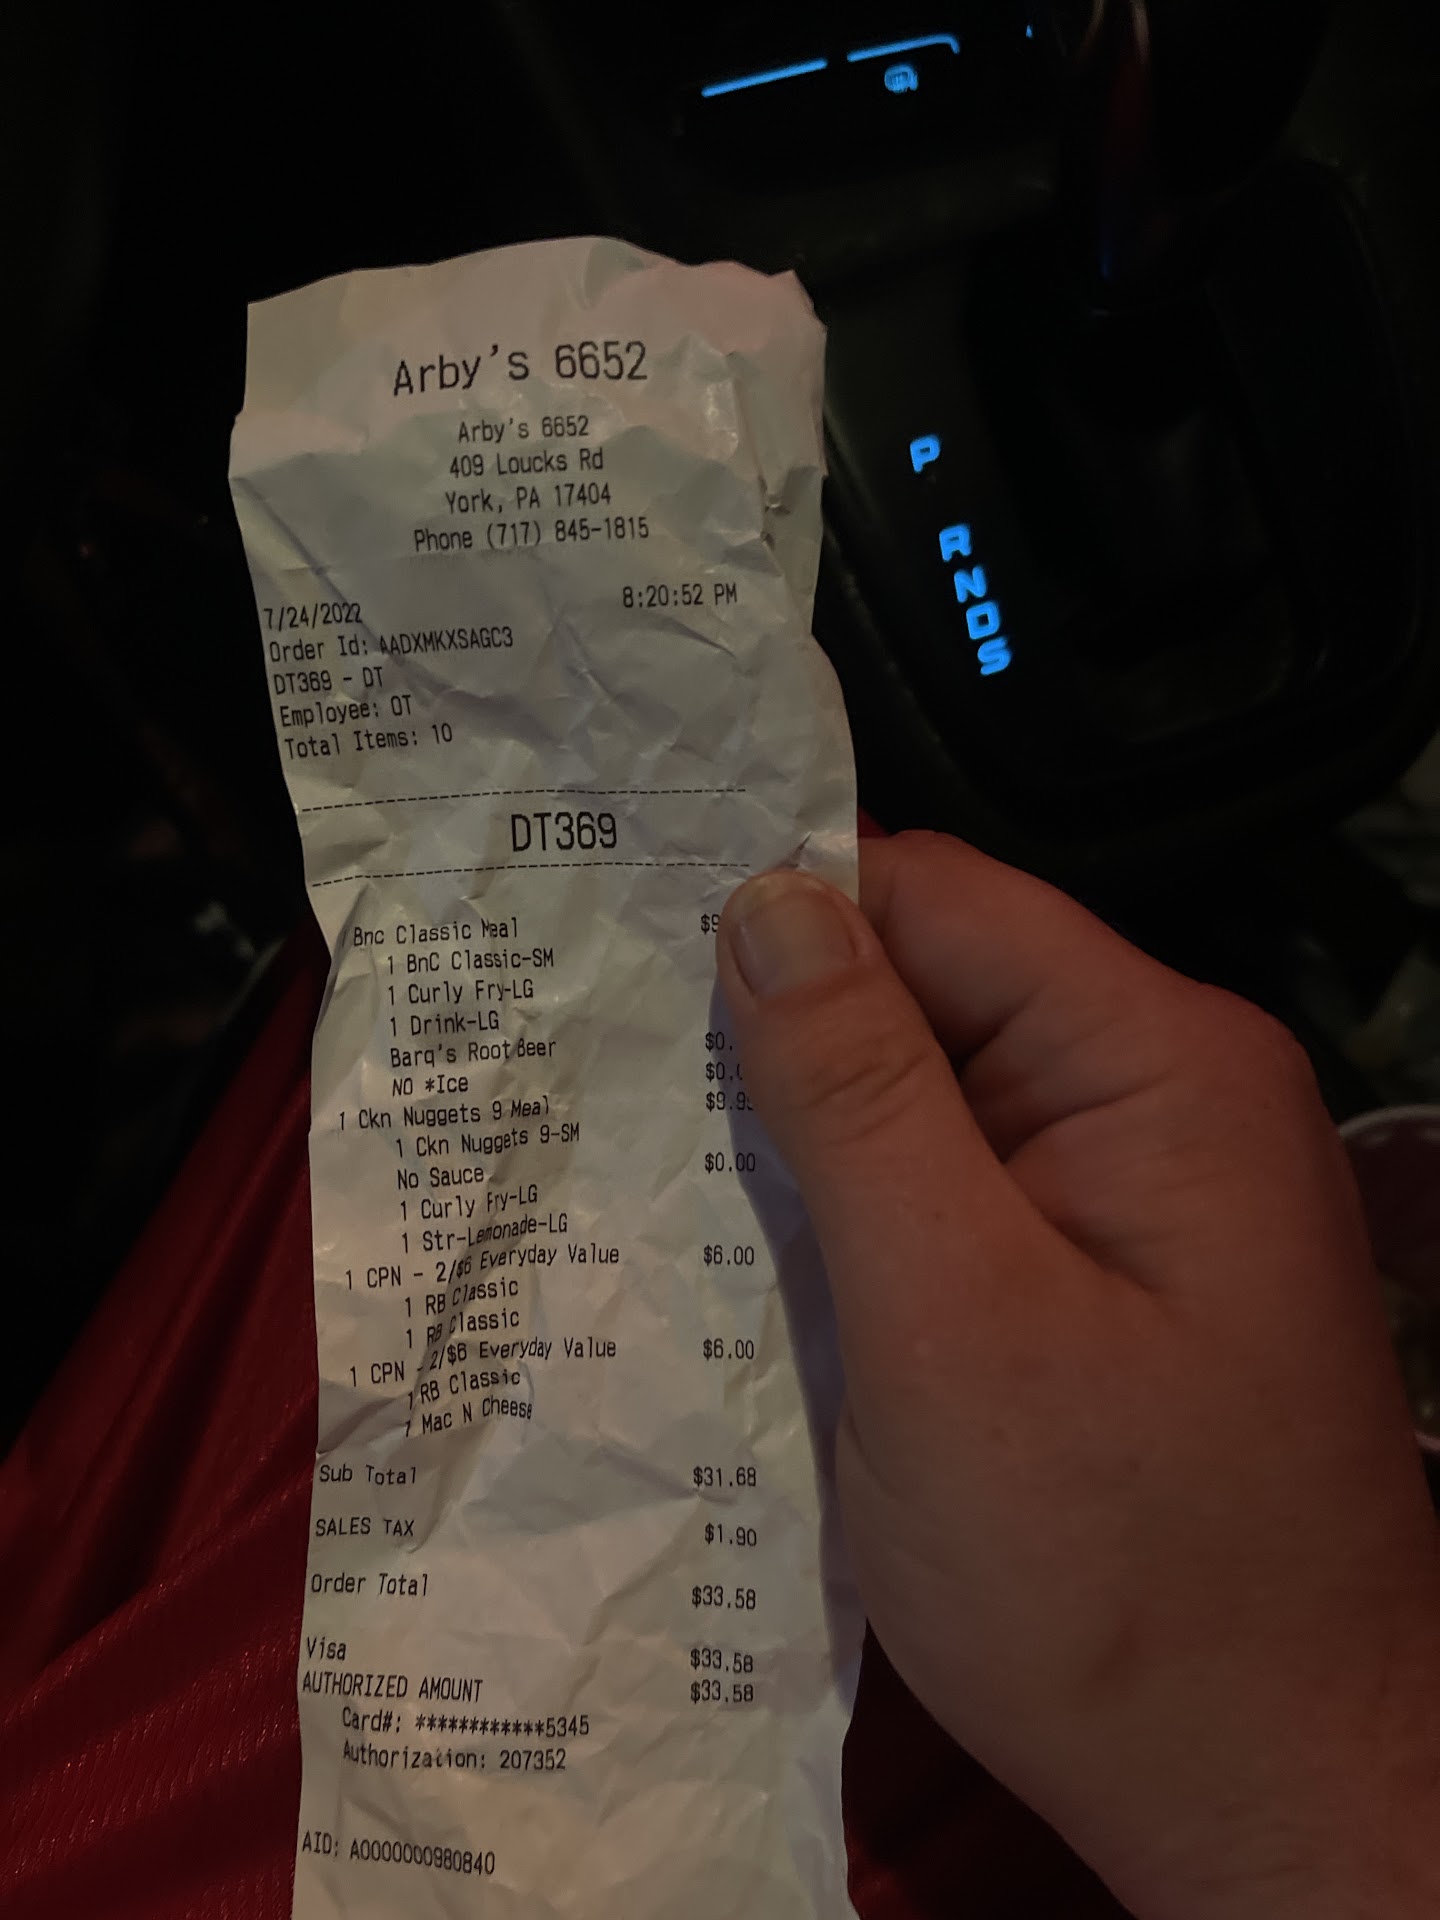 Arby's 6652
Arby's 6652
409 Loucks Rd
York, PA 17404
Phone (717) 845-1815
7/24/2022 8:20:52 PM
Order Id: AADXMKXSAGC3
DT369 - DT
Employee: OT
Total Items: 10
DT369
Bnc Classic Meal
1 BnC Classic-SM
1 Curly Fry-LG
1 Drink-LG
Barq's Root Beer
NO *Ice
1 Ckn Nuggets 9 Meal
1 Ckn Nuggets 9-SM
No Sauce $0.00
1 Curly Fry-LG
1 Str-Lemonade-LG
1 CPN - 2/$6 Everyday Value $6.00
1 RB Classic
1 RB Classic
1 CPN - 2/$6 Everyday Value $6.00
1 RB Classic
1 Mac N Cheese
Sub Total $31.68
SALES TAX $1.90
Order Total $33.58
Visa $33.58
AUTHORIZED AMOUNT $33.58
Card#: ************5345
Authorization: 207352
AID: A0000000980840
P
R
N
D
S